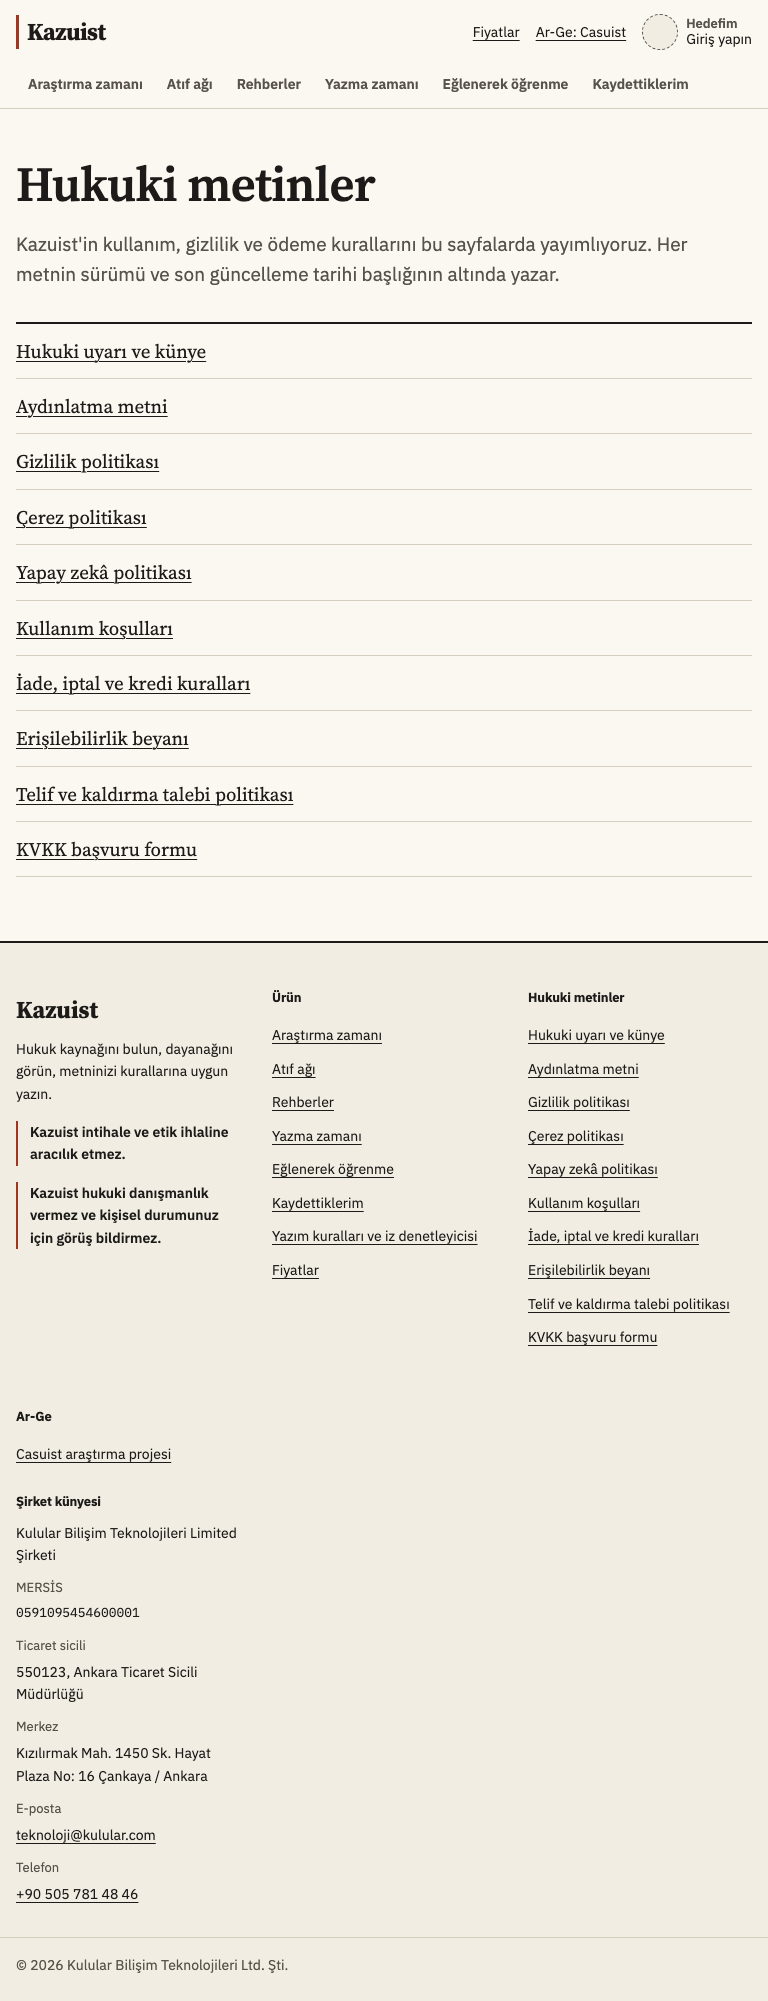 Kazuist
Fiyatlar
Ar-Ge: Casuist
Hedefim
Giriş yapın
Araştırma zamanı
Atıf ağı
Rehberler
Yazma zamanı
Eğlenerek öğrenme
Kaydettiklerim
Hukuki metinler
Kazuist'in kullanım, gizlilik ve ödeme kurallarını bu sayfalarda yayımlıyoruz. Her
metnin sürümü ve son güncelleme tarihi başlığının altında yazar.
Hukuki uyarı ve künye
Aydınlatma metni
Gizlilik politikası
Çerez politikası
Yapay zekâ politikası
Kullanım koşulları
İade, iptal ve kredi kuralları
Erişilebilirlik beyanı
Telif ve kaldırma talebi politikası
KVKK başvuru formu
Kazuist
Hukuk kaynağını bulun, dayanağını
görün, metninizi kurallarına uygun
yazın.
Kazuist intihale ve etik ihlaline
aracılık etmez.
Kazuist hukuki danışmanlık
vermez ve kişisel durumunuz
için görüş bildirmez.
Ürün
Araştırma zamanı
Atıf ağı
Rehberler
Yazma zamanı
Eğlenerek öğrenme
Kaydettiklerim
Yazım kuralları ve iz denetleyicisi
Fiyatlar
Hukuki metinler
Hukuki uyarı ve künye
Aydınlatma metni
Gizlilik politikası
Çerez politikası
Yapay zekâ politikası
Kullanım koşulları
İade, iptal ve kredi kuralları
Erişilebilirlik beyanı
Telif ve kaldırma talebi politikası
KVKK başvuru formu
Ar-Ge
Casuist araştırma projesi
Şirket künyesi
Kulular Bilişim Teknolojileri Limited
Şirketi
MERSİS
0591095454600001
Ticaret sicili
550123, Ankara Ticaret Sicili
Müdürlüğü
Merkez
Kızılırmak Mah. 1450 Sk. Hayat
Plaza No: 16 Çankaya / Ankara
E-posta
teknoloji@kulular.com
Telefon
+90 505 781 48 46
© 2026 Kulular Bilişim Teknolojileri Ltd. Şti.